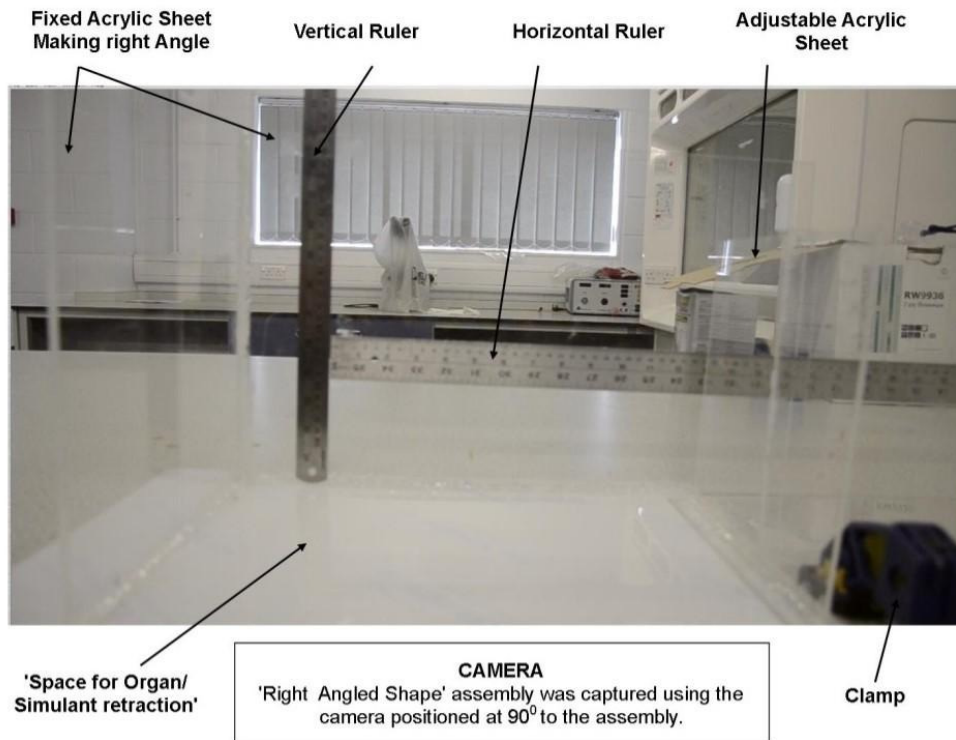 Fixed Acrylic Sheet
Making right Angle
Vertical Ruler
Horizontal Ruler
Adjustable Acrylic
Sheet
RW9936
'Space for Organ/
Simulant retraction'
CAMERA
'Right Angled Shape' assembly was captured using the
camera positioned at 90⁰ to the assembly.
Clamp